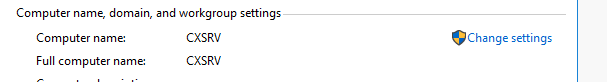 Computer name, domain, and workgroup settings
Computer name: CXSRV Change settings
Full computer name: CXSRV